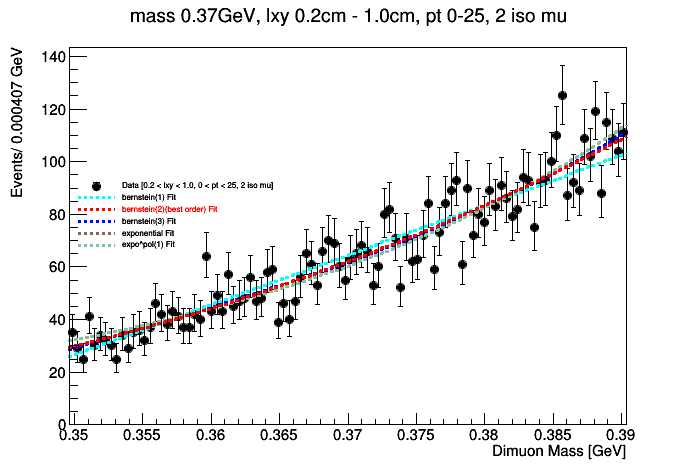 mass 0.37GeV, lxy 0.2cm - 1.0cm, pt 0-25, 2 iso mu
Events/ 0.000407 GeV
140
120
100
80
60
40
20
0
Data [0.2 < lxy < 1.0, 0 < pt < 25, 2 iso mu]
bernstein(1) Fit
bernstein(2)(best order) Fit
bernstein(3) Fit
exponential Fit
expo*pol(1) Fit
0.35 0.355 0.36 0.365 0.37 0.375 0.38 0.385 0.39
Dimuon Mass [GeV]